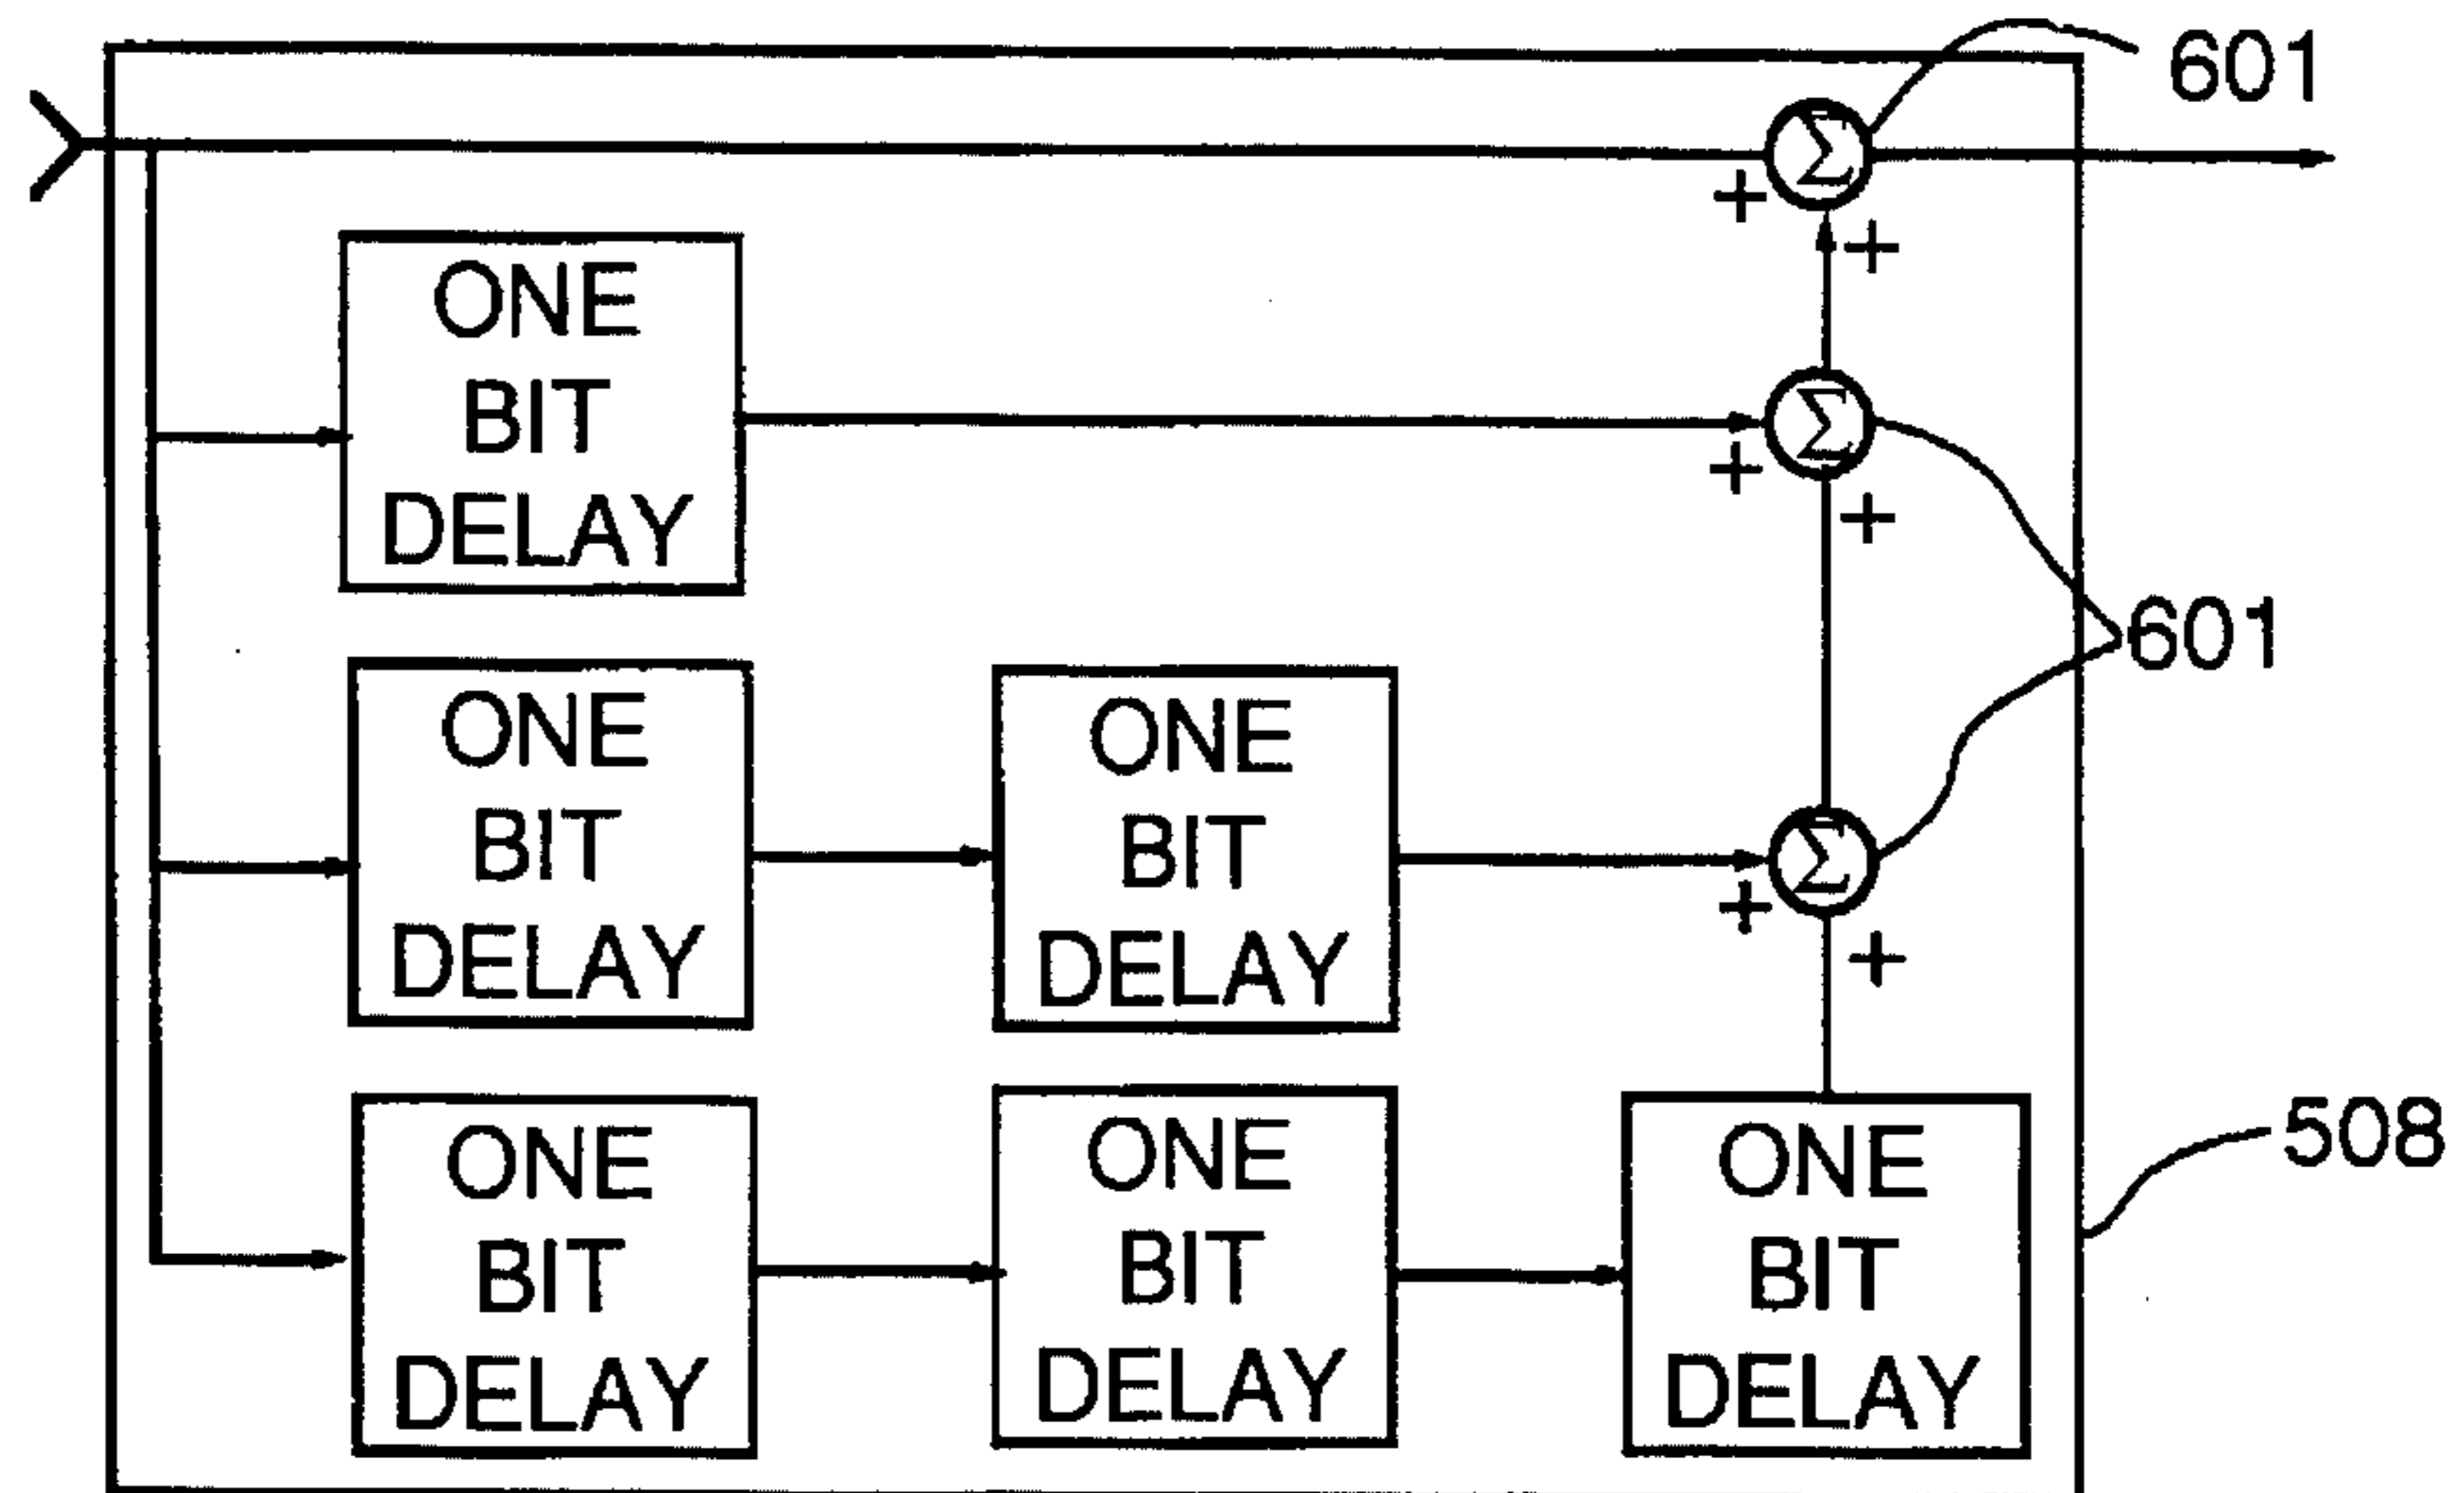 601
Σ
+
+
ONE
BIT
DELAY
Σ
+
+
601
ONE
BIT
DELAY
ONE
BIT
DELAY
Σ
+
+
ONE
BIT
DELAY
ONE
BIT
DELAY
ONE
BIT
DELAY
508